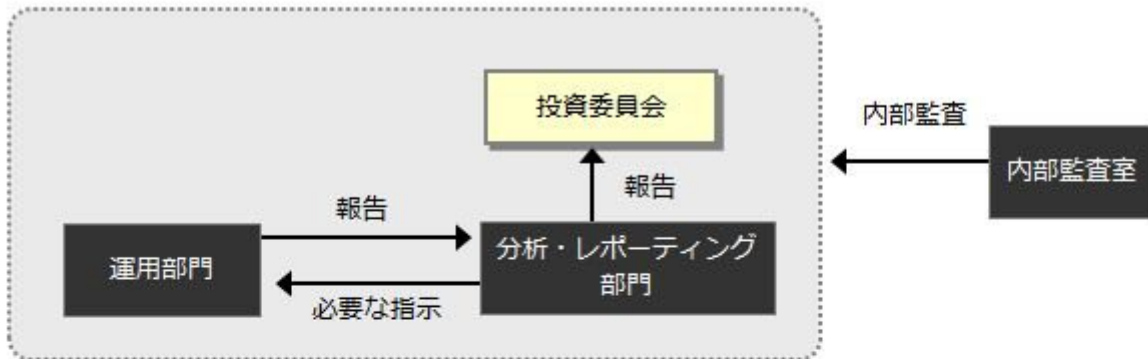 投資委員会
内部監査
内部監査室
報告
報告
運用部門
分析・レポーティング
部門
必要な指示